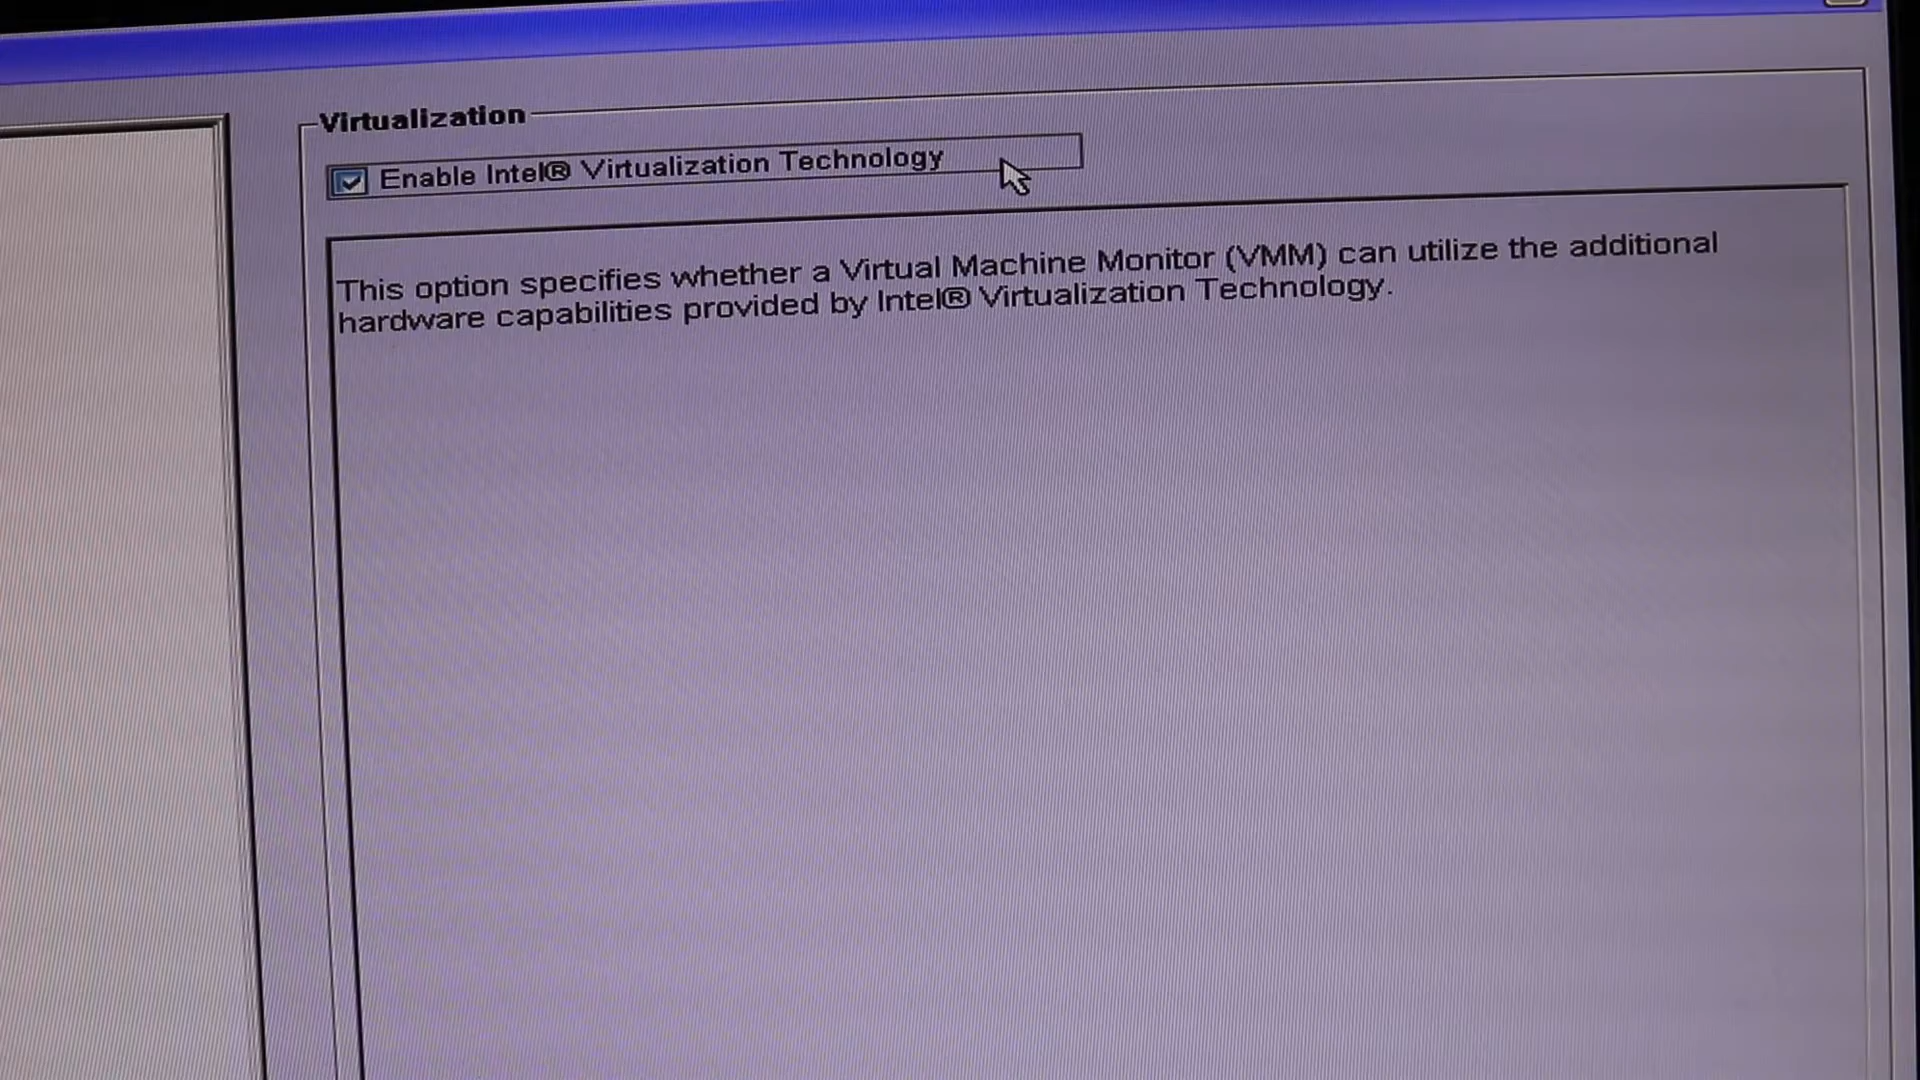 Virtualization
Enable Intel® Virtualization Technology
This option specifies whether a Virtual Machine Monitor (VMM) can utilize the additional
hardware capabilities provided by Intel® Virtualization Technology.